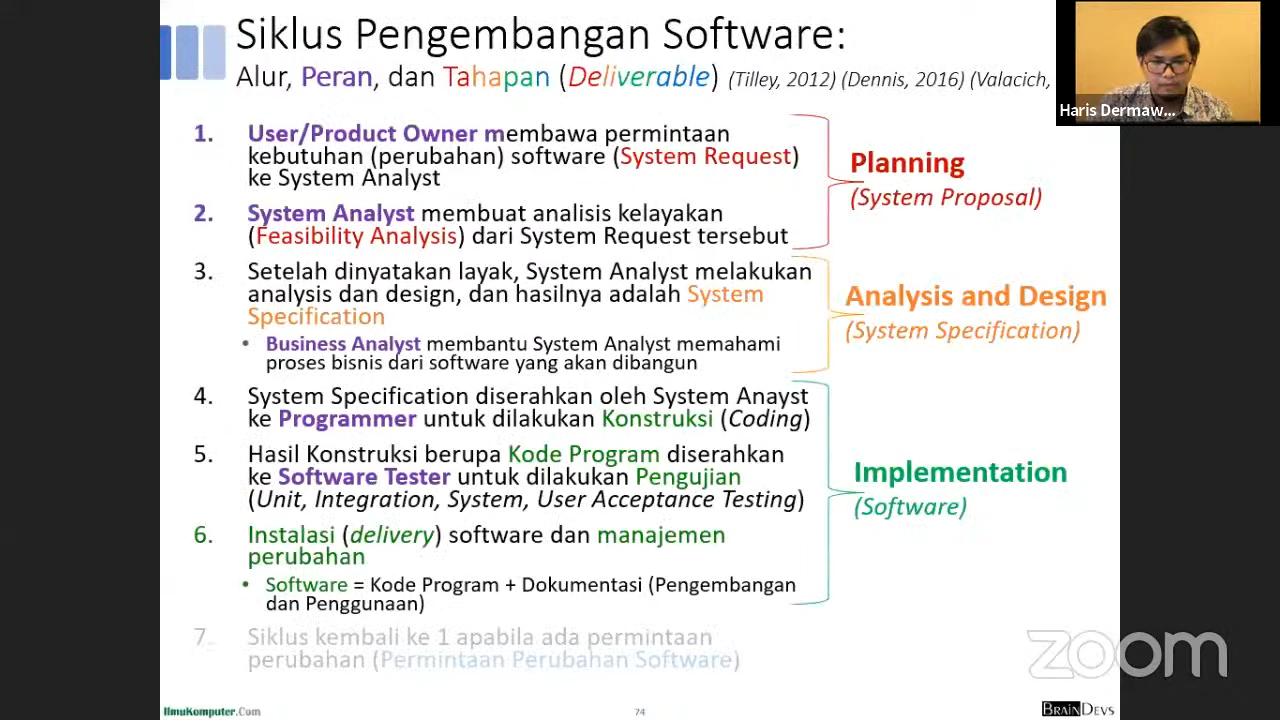 Siklus Pengembangan Software:
Alur, Peran, dan Tahapan (Deliverable) (Tilley, 2012) (Dennis, 2016) (Valacich,
Haris Dermaw...
1. User/Product Owner membawa permintaan
kebutuhan (perubahan) software (System Request)
ke System Analyst
2. System Analyst membuat analisis kelayakan
(Feasibility Analysis) dari System Request tersebut
Planning
(System Proposal)
3. Setelah dinyatakan layak, System Analyst melakukan
analysis dan design, dan hasilnya adalah System
Specification
• Business Analyst membantu System Analyst memahami
proses bisnis dari software yang akan dibangun
Analysis and Design
(System Specification)
4. System Specification diserahkan oleh System Anayst
ke Programmer untuk dilakukan Konstruksi (Coding)
5. Hasil Konstruksi berupa Kode Program diserahkan
ke Software Tester untuk dilakukan Pengujian
(Unit, Integration, System, User Acceptance Testing)
6. Instalasi (delivery) software dan manajemen
perubahan
• Software = Kode Program + Dokumentasi (Pengembangan
dan Penggunaan)
Implementation
(Software)
7. Siklus kembali ke 1 apabila ada permintaan
perubahan (Permintaan Perubahan Software)
zoom
IlmuKomputer.Com
74
BRAINDEVS